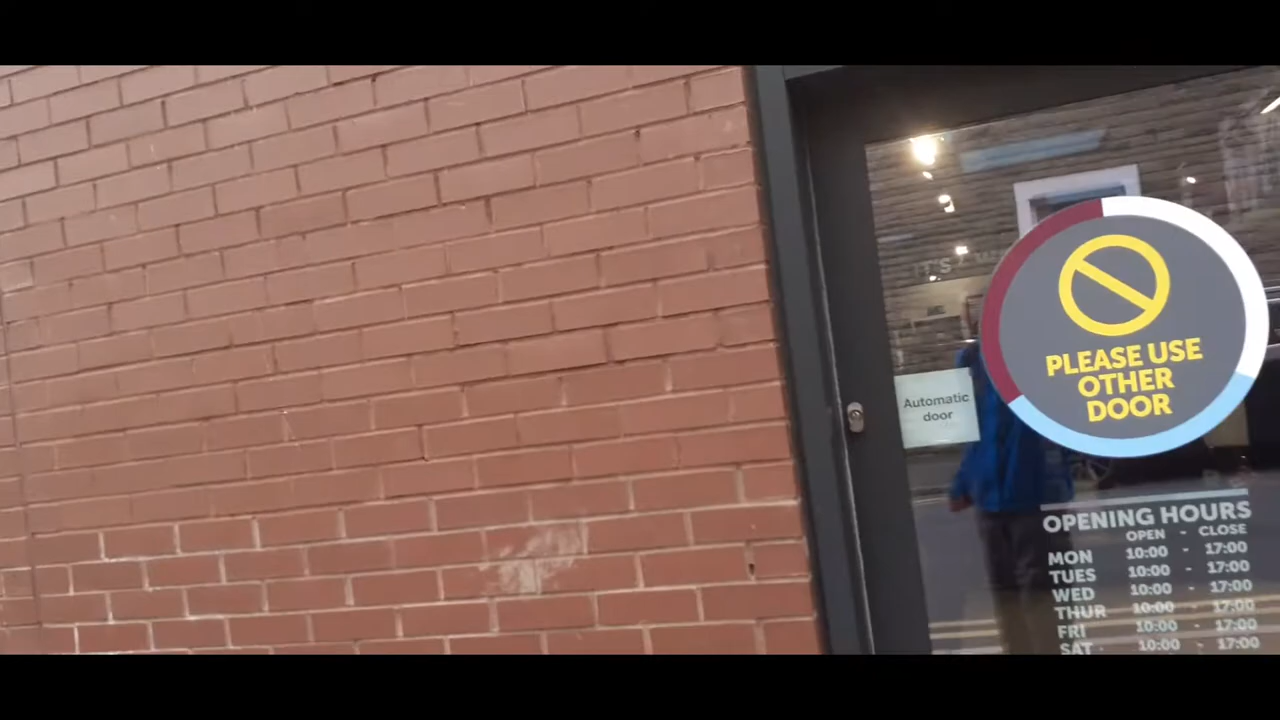 IT'S
PLEASE USE
OTHER
DOOR
Automatic
door
OPENING HOURS
OPEN - CLOSE
MON 10:00 - 17:00
TUES 10:00 - 17:00
WED 10:00 - 17:00
THUR 10:00 - 17:00
FRI 10:00 - 17:00
SAT 10:00 - 17:00